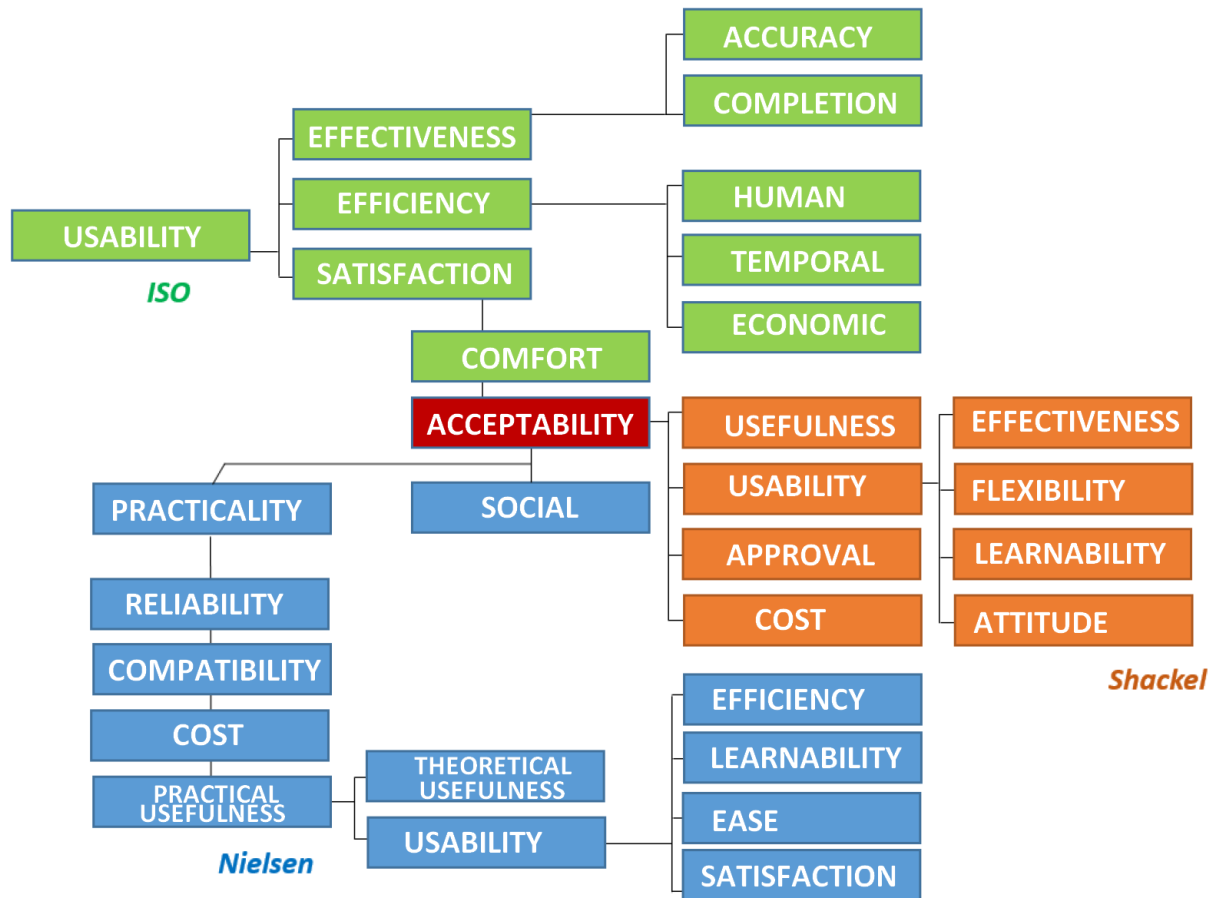 ACCURACY
COMPLETION
EFFECTIVENESS
EFFICIENCY
HUMAN
USABILITY
TEMPORAL
SATISFACTION
ISO
ECONOMIC
COMFORT
ACCEPTABILITY
USEFULNESS
EFFECTIVENESS
USABILITY
FLEXIBILITY
PRACTICALITY
SOCIAL
APPROVAL
LEARNABILITY
RELIABILITY
COST
ATTITUDE
COMPATIBILITY
Shackel
EFFICIENCY
COST
LEARNABILITY
THEORETICAL
USEFULNESS
PRACTICAL
USEFULNESS
EASE
USABILITY
Nielsen
SATISFACTION